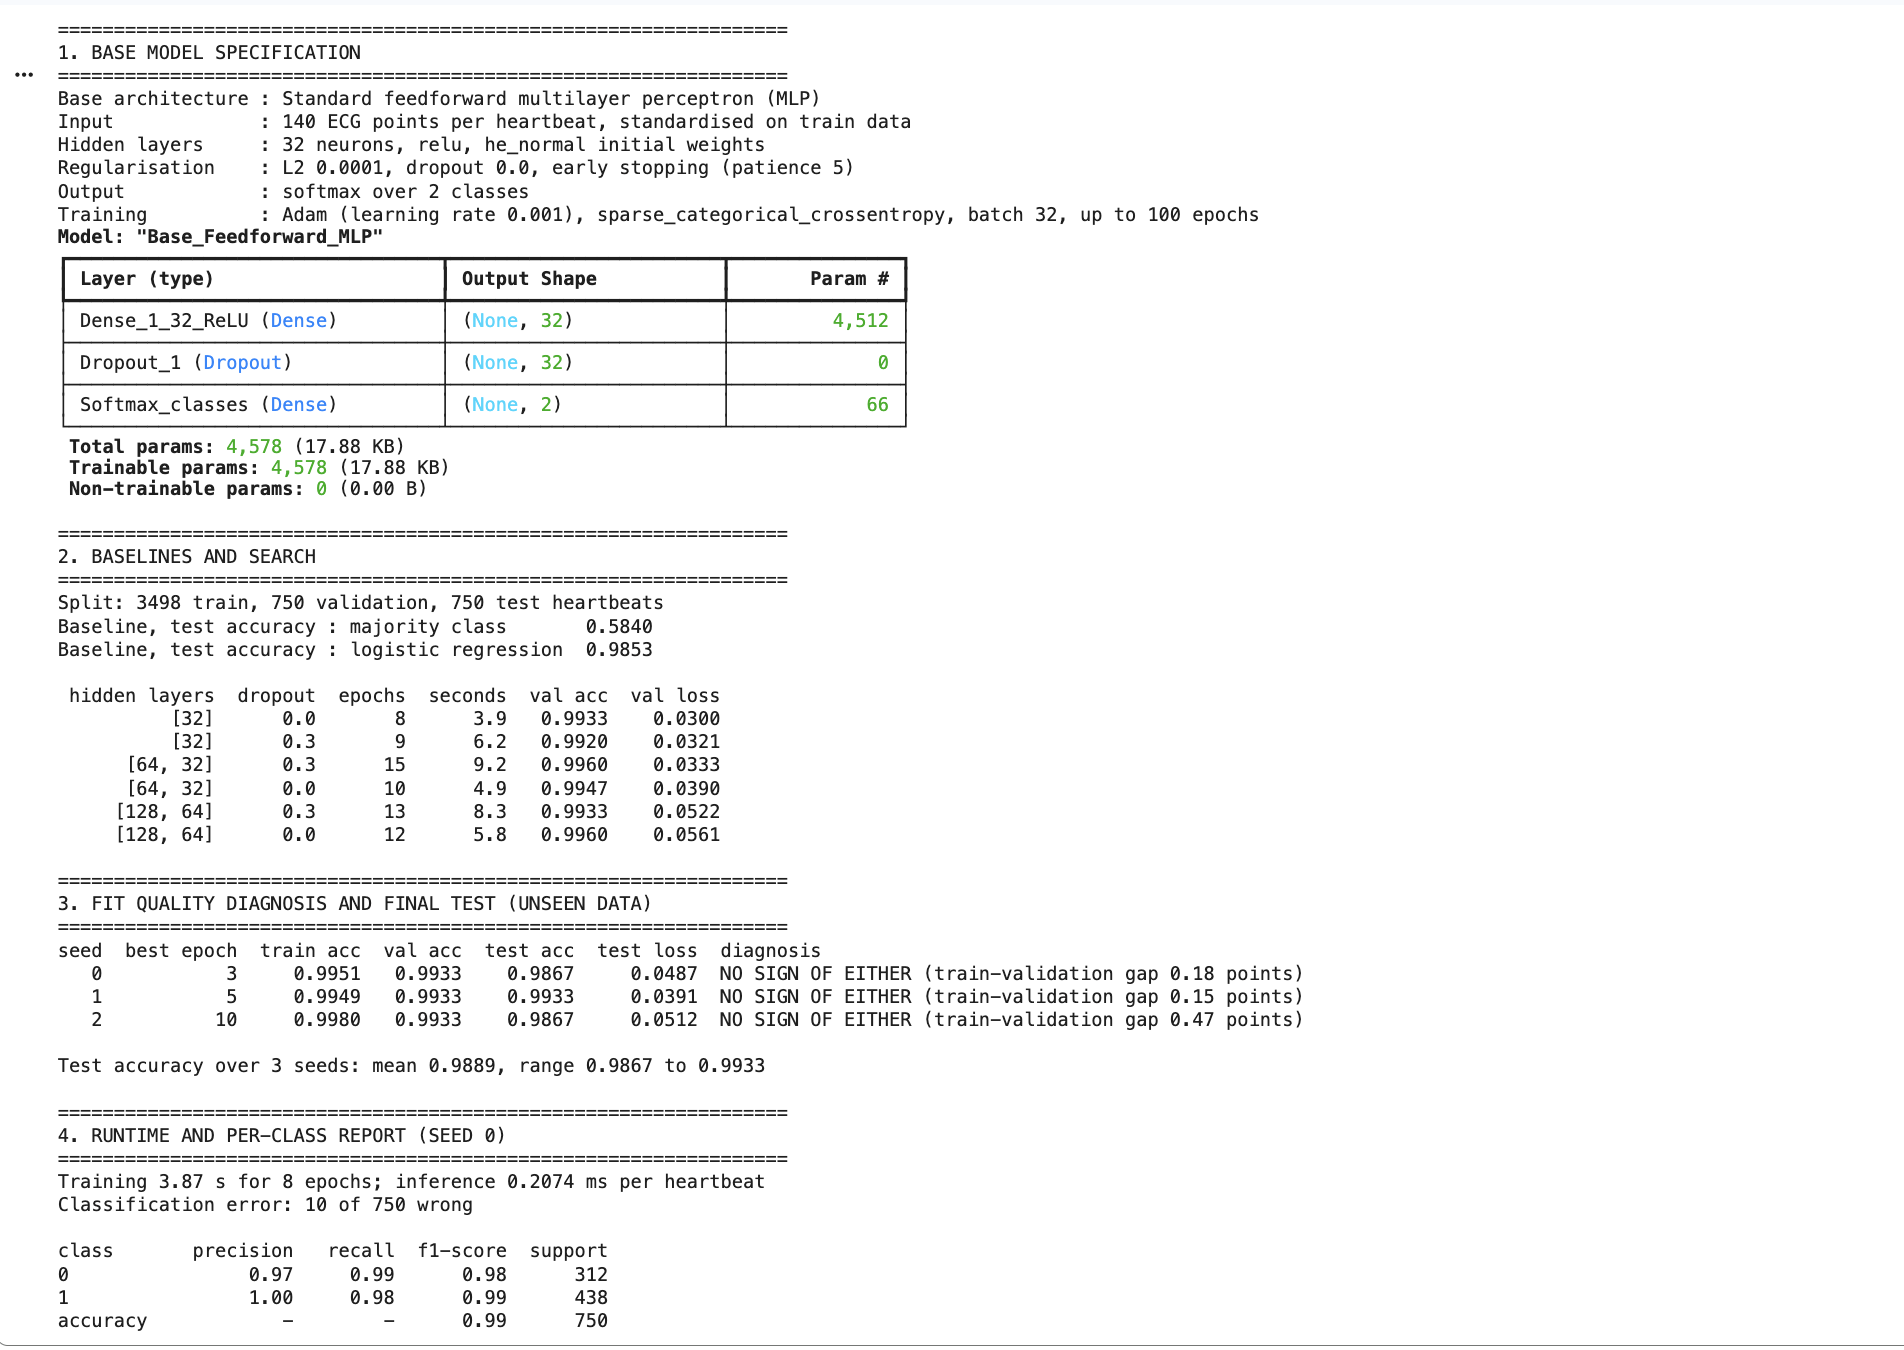 =================================================================
1. BASE MODEL SPECIFICATION
=================================================================
Base architecture : Standard feedforward multilayer perceptron (MLP)
Input             : 140 ECG points per heartbeat, standardised on train data
Hidden layers     : 32 neurons, relu, he_normal initial weights
Regularisation    : L2 0.0001, dropout 0.0, early stopping (patience 5)
Output            : softmax over 2 classes
Training          : Adam (learning rate 0.001), sparse_categorical_crossentropy, batch 32, up to 100 epochs
Model: "Base_Feedforward_MLP"
Layer (type) Output Shape Param #
Dense_1_32_ReLU (Dense) (None, 32) 4,512
Dropout_1 (Dropout) (None, 32) 0
Softmax_classes (Dense) (None, 2) 66
Total params: 4,578 (17.88 KB)
Trainable params: 4,578 (17.88 KB)
Non-trainable params: 0 (0.00 B)
=================================================================
2. BASELINES AND SEARCH
=================================================================
Split: 3498 train, 750 validation, 750 test heartbeats
Baseline, test accuracy : majority class       0.5840
Baseline, test accuracy : logistic regression  0.9853
 hidden layers  dropout  epochs  seconds  val acc  val loss
          [32]      0.0       8      3.9   0.9933    0.0300
          [32]      0.3       9      6.2   0.9920    0.0321
      [64, 32]      0.3      15      9.2   0.9960    0.0333
      [64, 32]      0.0      10      4.9   0.9947    0.0390
     [128, 64]      0.3      13      8.3   0.9933    0.0522
     [128, 64]      0.0      12      5.8   0.9960    0.0561
=================================================================
3. FIT QUALITY DIAGNOSIS AND FINAL TEST (UNSEEN DATA)
=================================================================
seed  best epoch  train acc  val acc  test acc  test loss  diagnosis
   0           3     0.9951   0.9933    0.9867     0.0487  NO SIGN OF EITHER (train-validation gap 0.18 points)
   1           5     0.9949   0.9933    0.9933     0.0391  NO SIGN OF EITHER (train-validation gap 0.15 points)
   2          10     0.9980   0.9933    0.9867     0.0512  NO SIGN OF EITHER (train-validation gap 0.47 points)
Test accuracy over 3 seeds: mean 0.9889, range 0.9867 to 0.9933
=================================================================
4. RUNTIME AND PER-CLASS REPORT (SEED 0)
=================================================================
Training 3.87 s for 8 epochs; inference 0.2074 ms per heartbeat
Classification error: 10 of 750 wrong
class       precision   recall  f1-score  support
0                0.97     0.99      0.98      312
1                1.00     0.98      0.99      438
accuracy            -        -      0.99      750